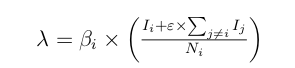 λ = β_i × ( (I_i + ε × ∑_{j≠i} I_j) / N_i )